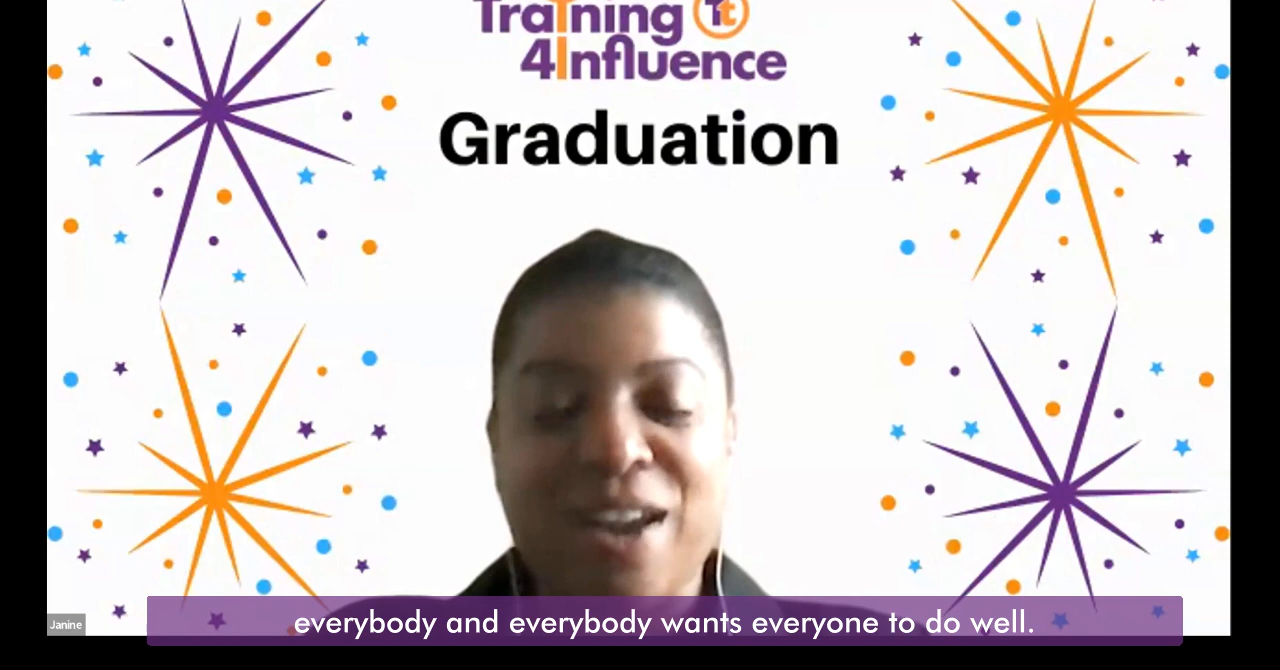 Training
4Influence
Graduation
Janine
everybody and everybody wants everyone to do well.